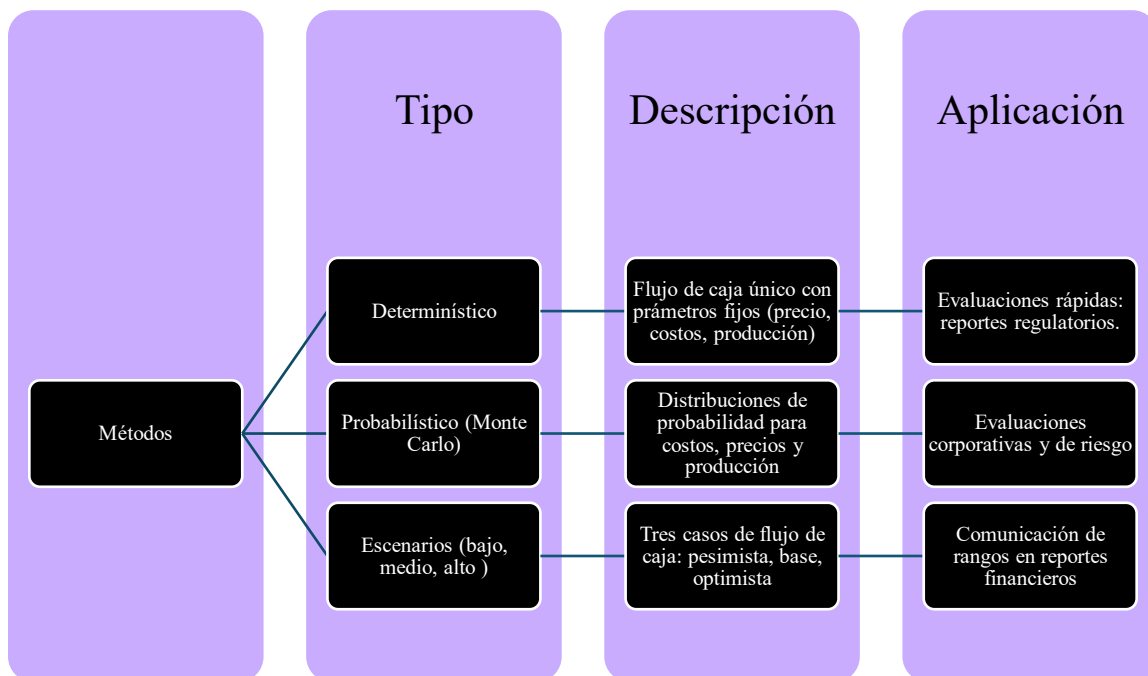 Tipo
Descripción
Aplicación
Métodos
Determinístico
Flujo de caja único con
prámetros fijos (precio,
costos, producción)
Evaluaciones rápidas:
reportes regulatorios.
Probabilístico (Monte
Carlo)
Distribuciones de
probabilidad para
costos, precios y
producción
Evaluaciones
corporativas y de riesgo
Escenarios (bajo,
medio, alto )
Tres casos de flujo de
caja: pesimista, base,
optimista
Comunicación de
rangos en reportes
financieros